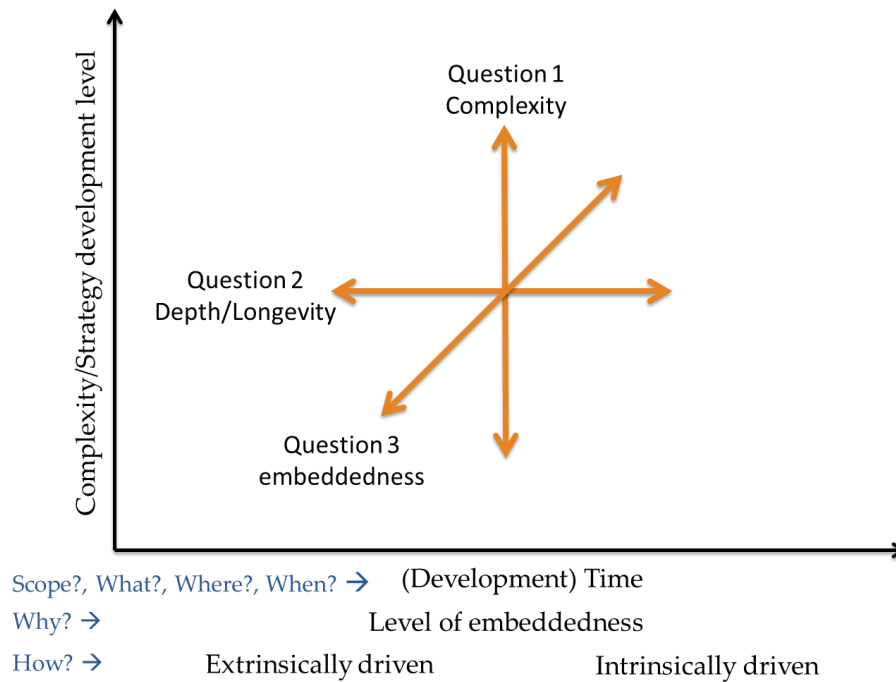 Complexity/Strategy development level
Question 1
Complexity
Question 2
Depth/Longevity
Question 3
embeddedness
Scope?, What?, Where?, When? → (Development) Time
Why? → Level of embeddedness
How? → Extrinsically driven Intrinsically driven